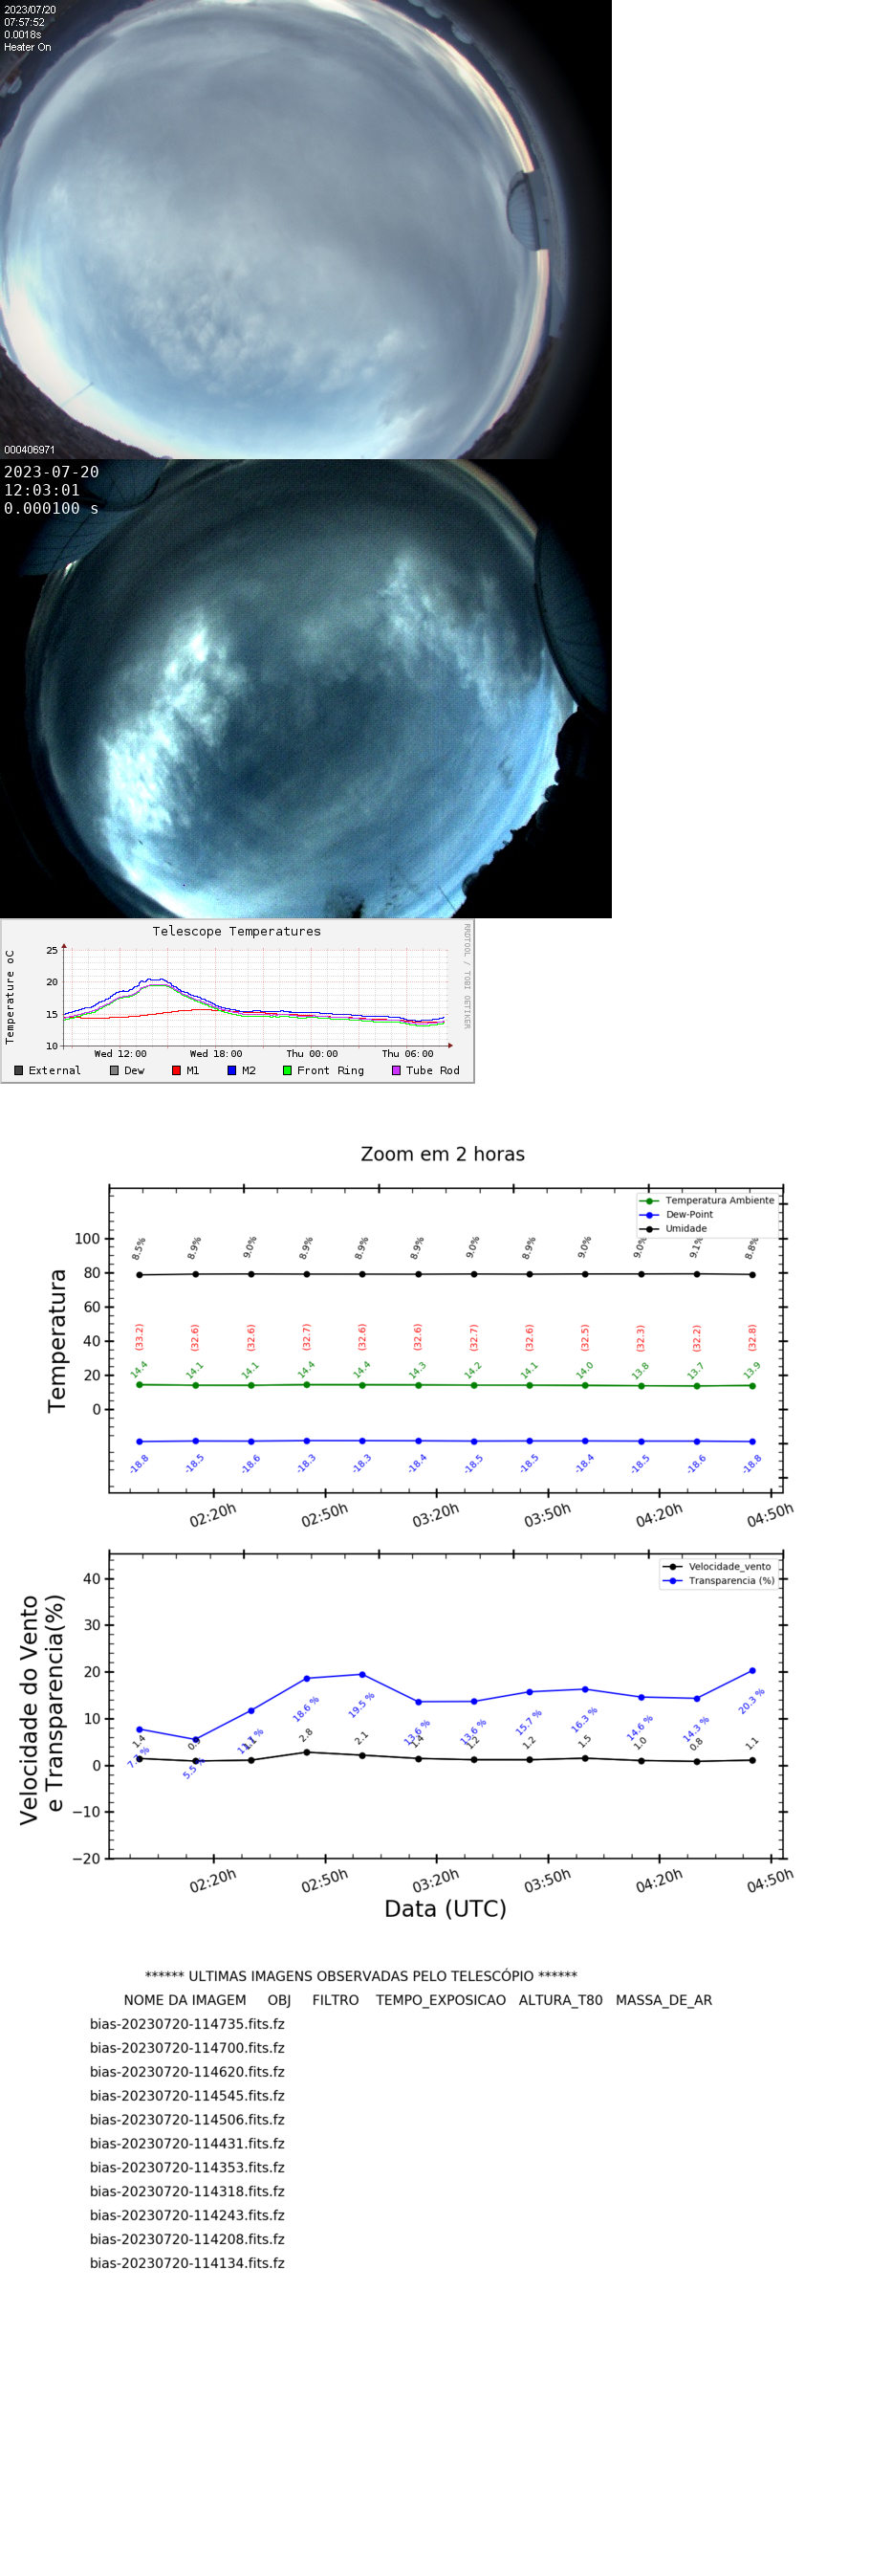 2023/07/20
07:57:52
0.0018s
Heater On
000406971
2023-07-20
12:03:01
0.000100 s
Telescope Temperatures
RRDTOOL / TOBI OETIKER
Temperature oC
25
20
15
10
Wed 12:00 Wed 18:00 Thu 00:00 Thu 06:00
External Dew M1 M2 Front Ring Tube Rod
Zoom em 2 horas
Temperatura Ambiente
Dew-Point
Umidade
Temperatura
100
80
60
40
20
0
8.5% 8.9% 9.0% 8.9% 8.9% 8.9% 9.0% 8.9% 9.0% 9.0% 9.1% 8.8%
(33.2) (32.6) (32.6) (32.7) (32.6) (32.6) (32.7) (32.6) (32.5) (32.3) (32.2) (32.8)
14.4 14.1 14.1 14.4 14.4 14.3 14.2 14.1 14.0 13.8 13.7 13.9
-18.8 -18.5 -18.6 -18.3 -18.3 -18.4 -18.5 -18.5 -18.4 -18.5 -18.6 -18.8
02:20h 02:50h 03:20h 03:50h 04:20h 04:50h
Velocidade_vento
Transparencia (%)
Velocidade do Vento
e Transparencia(%)
40
30
20
10
0
−10
−20
18.6 % 19.5 % 13.6 % 13.6 % 15.7 % 16.3 % 14.6 % 14.3 % 20.3 %
5.5 %
1.4 2.8 2.1 1.4 1.2 1.2 1.5 1.0 0.8 1.1
02:20h 02:50h 03:20h 03:50h 04:20h 04:50h
Data (UTC)
****** ULTIMAS IMAGENS OBSERVADAS PELO TELESCÓPIO ******
NOME DA IMAGEM OBJ FILTRO TEMPO_EXPOSICAO ALTURA_T80 MASSA_DE_AR
bias-20230720-114735.fits.fz
bias-20230720-114700.fits.fz
bias-20230720-114620.fits.fz
bias-20230720-114545.fits.fz
bias-20230720-114506.fits.fz
bias-20230720-114431.fits.fz
bias-20230720-114353.fits.fz
bias-20230720-114318.fits.fz
bias-20230720-114243.fits.fz
bias-20230720-114208.fits.fz
bias-20230720-114134.fits.fz